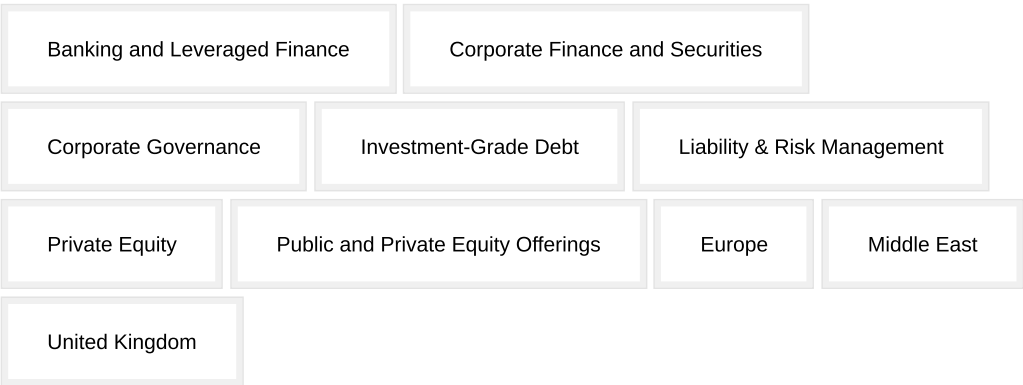 Banking and Leveraged Finance
Corporate Finance and Securities
Corporate Governance
Investment-Grade Debt
Liability & Risk Management
Private Equity
Public and Private Equity Offerings
Europe
Middle East
United Kingdom